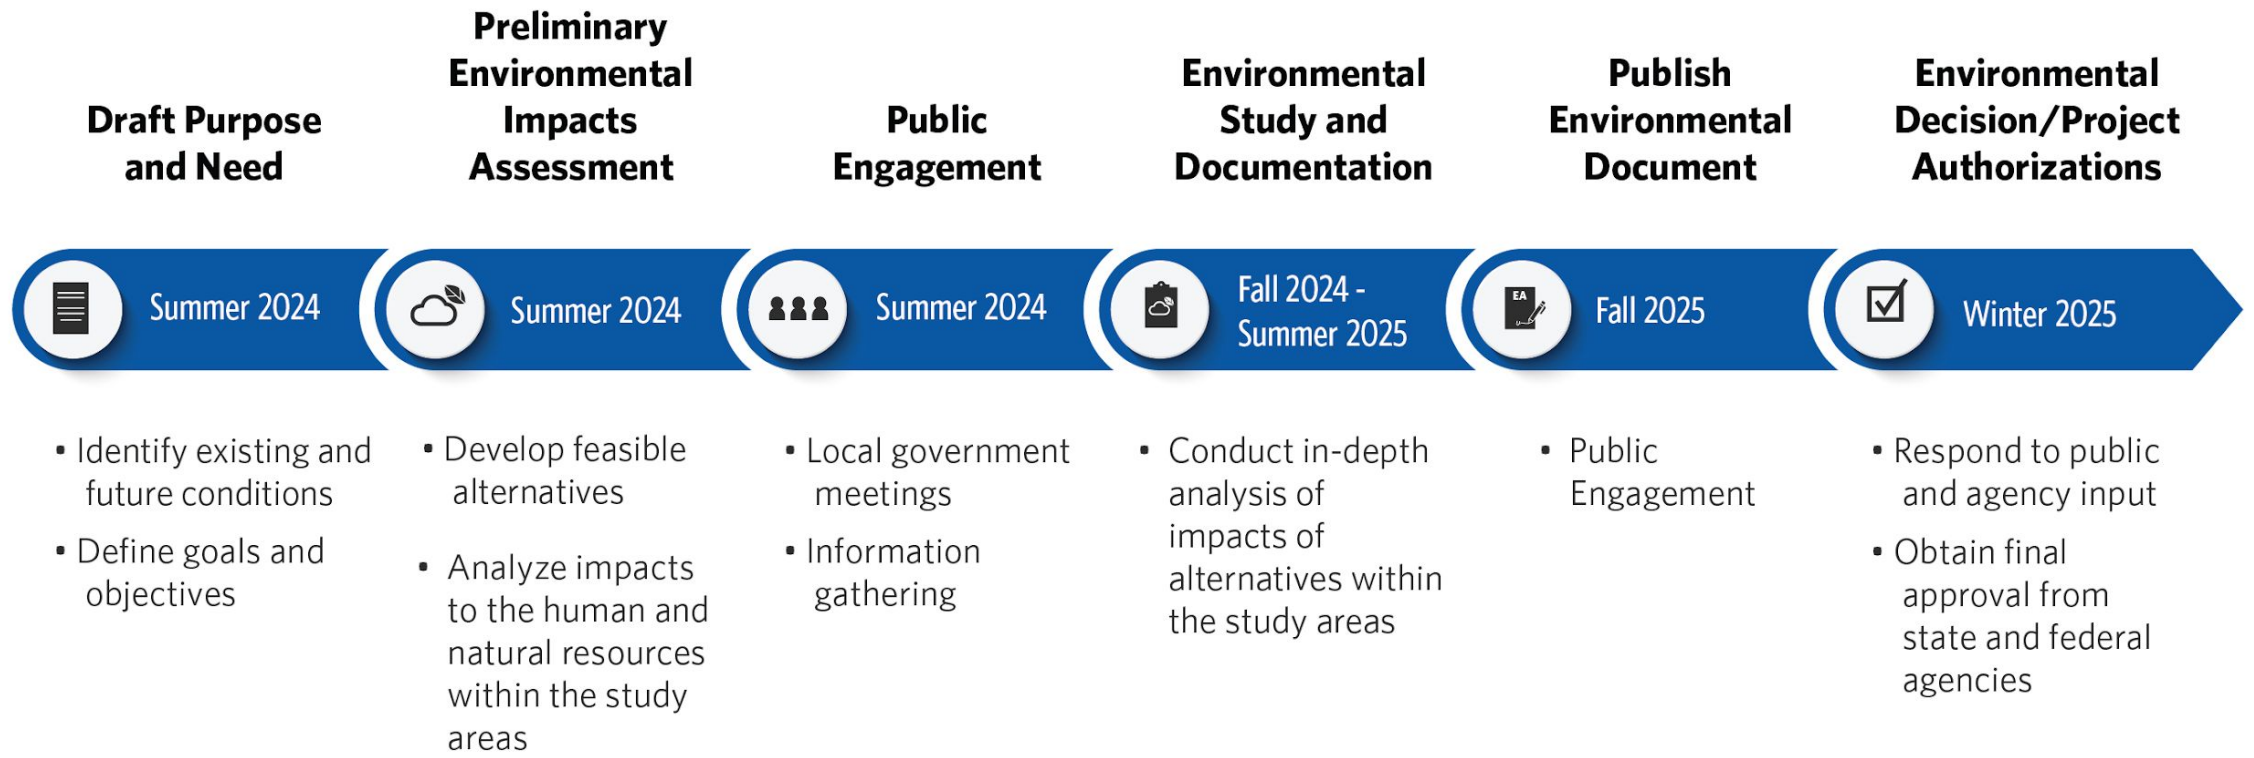 Draft Purpose
and Need
Preliminary
Environmental
Impacts
Assessment
Public
Engagement
Environmental
Study and
Documentation
Publish
Environmental
Document
Environmental
Decision/Project
Authorizations
Summer 2024
Summer 2024
Summer 2024
Fall 2024 -
Summer 2025
EA
Fall 2025
Winter 2025
• Identify existing and
future conditions
• Define goals and
objectives
• Develop feasible
alternatives
• Analyze impacts
to the human and
natural resources
within the study
areas
• Local government
meetings
• Information
gathering
• Conduct in-depth
analysis of
impacts of
alternatives within
the study areas
• Public
Engagement
• Respond to public
and agency input
• Obtain final
approval from
state and federal
agencies